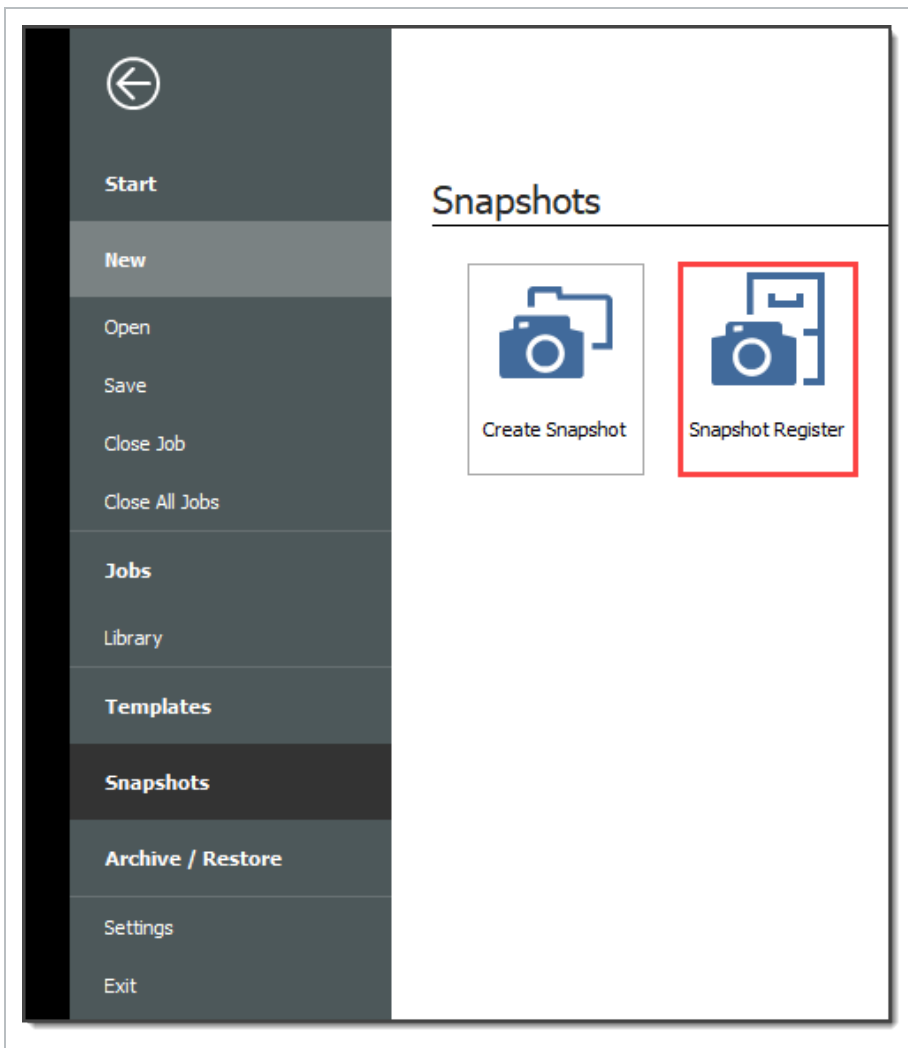 Start
New
Open
Save
Close Job
Close All Jobs
Jobs
Library
Templates
Snapshots
Archive / Restore
Settings
Exit
Snapshots
Create Snapshot
Snapshot Register